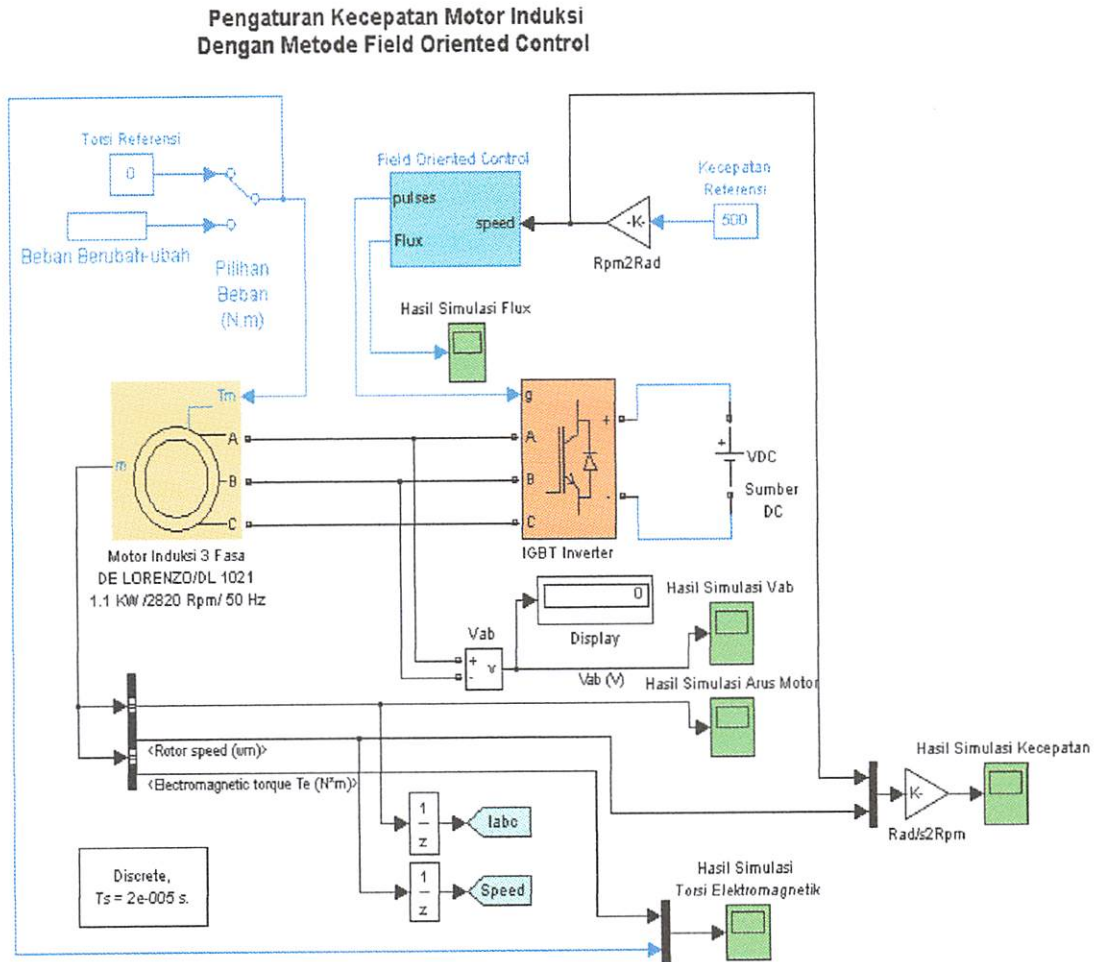 Pengaturan Kecepatan Motor Induksi
Dengan Metode Field Oriented Control
Torsi Referensi
0
Beban Berubah-ubah
Pilihan
Beban
(N.m)
Field Oriented Control
pulses
Flux
speed
-K-
Rpm2Rad
Kecepatan
Referensi
500
Hasil Simulasi Flux
Tm
m
A
B
C
Motor Induksi 3 Fasa
DE LORENZO/DL 1021
1.1 KW /2820 Rpm/ 50 Hz
g
A
B
C
+
-
IGBT Inverter
+
VDC
Sumber
DC
0
Display
Vab
+
-
v
Vab (V)
Hasil Simulasi Vab
Hasil Simulasi Arus Motor
<Rotor speed (wm)>
<Electromagnetic torque Te (N*m)>
1
z
Iabc
1
z
Speed
Discrete,
Ts = 2e-005 s.
Hasil Simulasi Kecepatan
K-
Rad/s2Rpm
Hasil Simulasi
Torsi Elektromagnetik